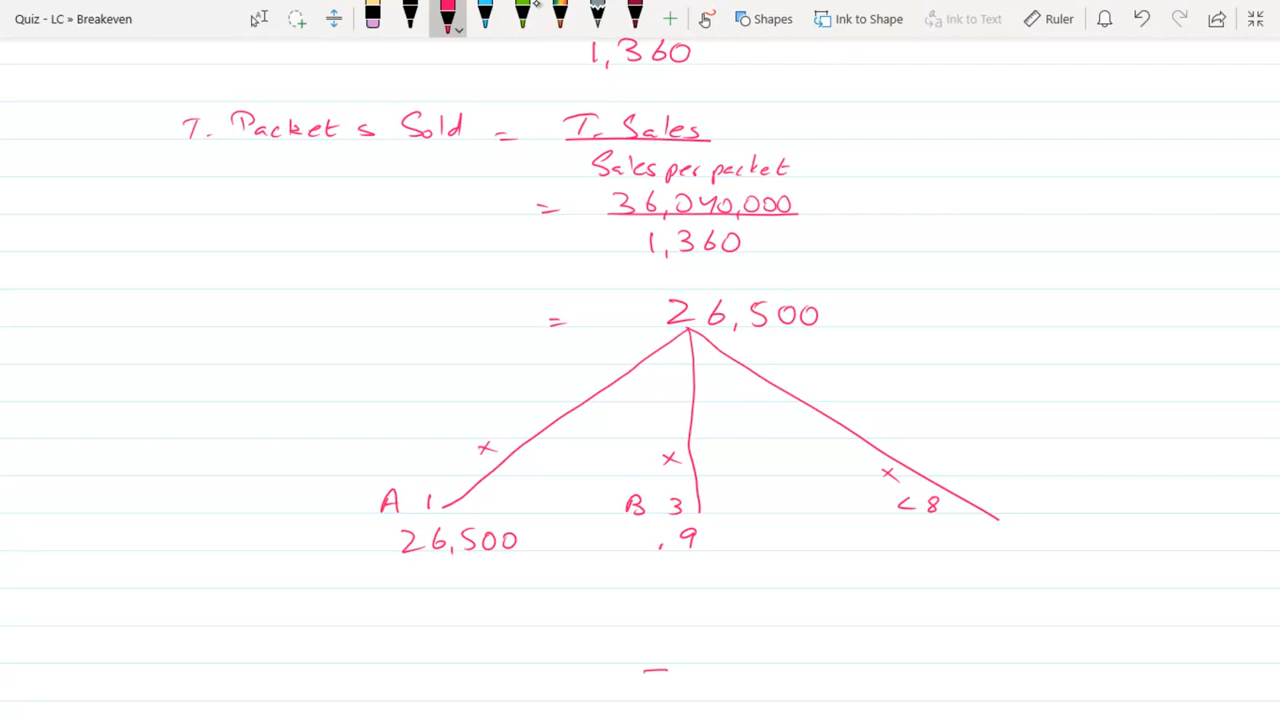 Quiz - LC » Breakeven
Shapes
Ink to Shape
Ink to Text
Ruler
1,360
T. Packets Sold = T. Sales
Sales per packet
= 36,040,000
1,360
= 26,500
x x x
A 1 B 3 C 8
26,500 , 9